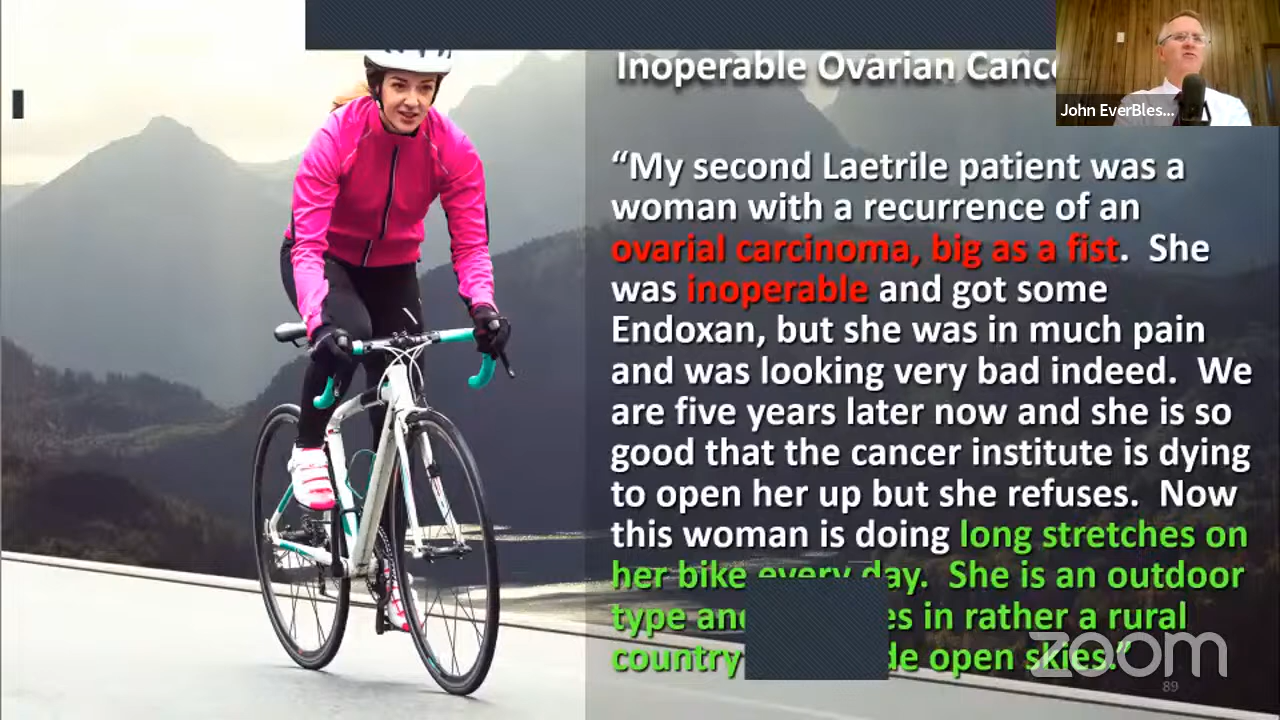 Inoperable Ovarian
John EverBles...
“My second Laetrile patient was a
woman with a recurrence of an
ovarial carcinoma, big as a fist. She
was inoperable and got some
Endoxan, but she was in much pain
and was looking very bad indeed. We
are five years later now and she is so
good that the cancer institute is dying
to open her up but she refuses. Now
this woman is doing long stretches on
her bike every day. She is an outdoor
type in rather a rural
country open skies.”
zoom
89